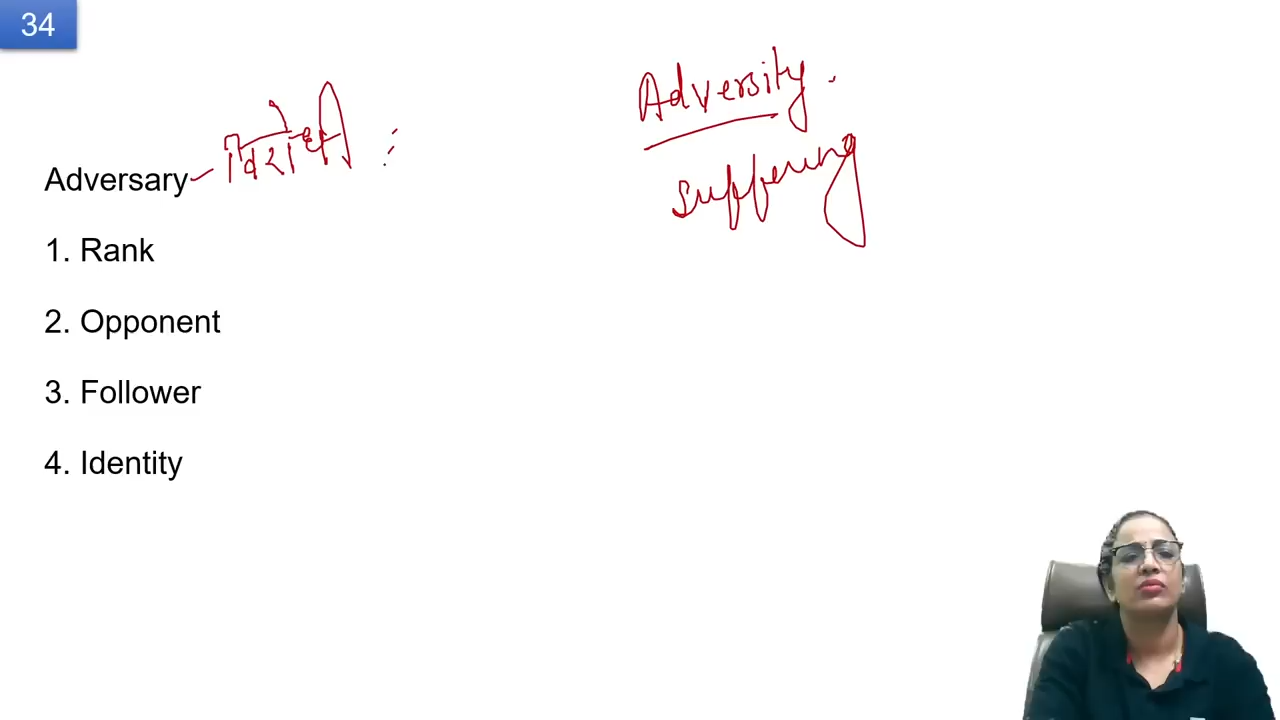 34
Adversity.
विरोधी :
suffering
Adversary
1. Rank
2. Opponent
3. Follower
4. Identity